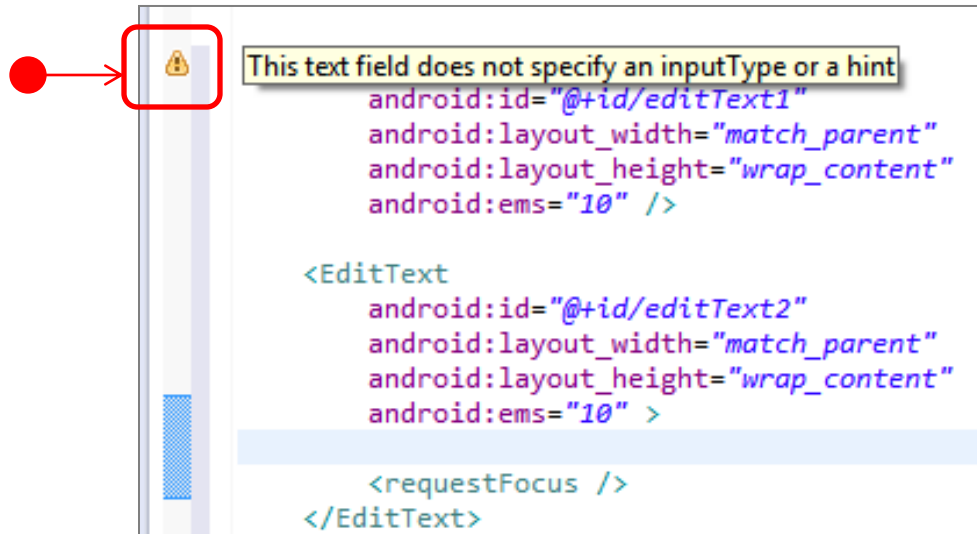 This text field does not specify an inputType or a hint
android:id="@+id/editText1"
android:layout_width="match_parent"
android:layout_height="wrap_content"
android:ems="10" />
<EditText
android:id="@+id/editText2"
android:layout_width="match_parent"
android:layout_height="wrap_content"
android:ems="10" >
<requestFocus />
</EditText>